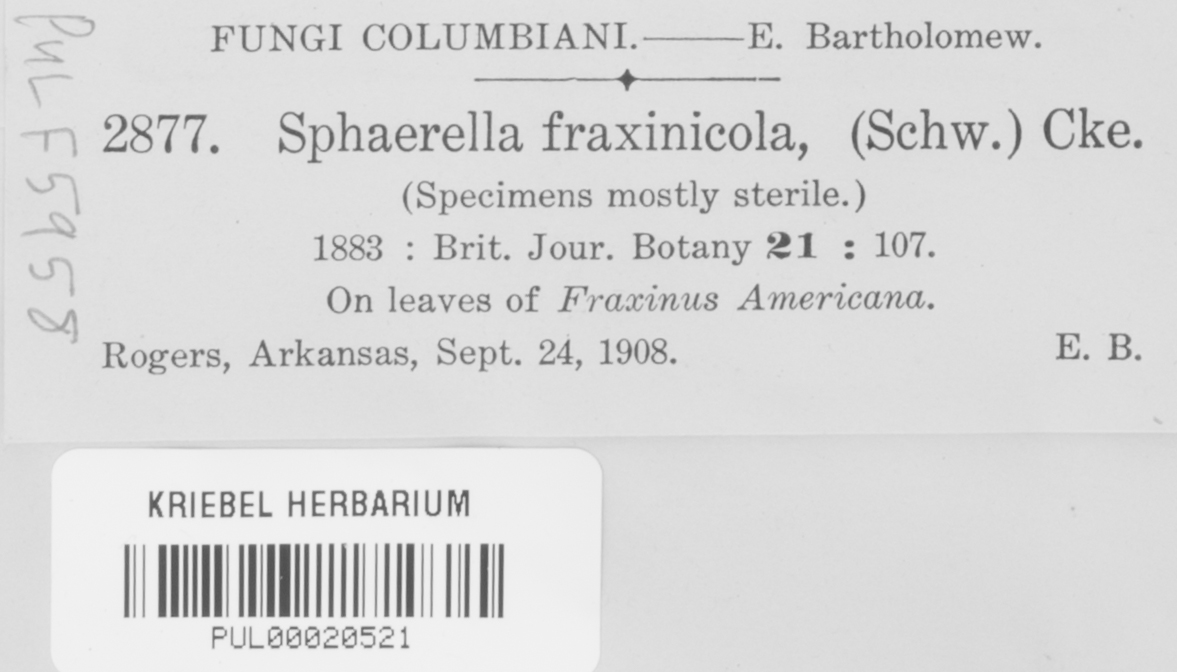 FUNGI COLUMBIANI.——E. Bartholomew.
2877. Sphaerella fraxinicola, (Schw.) Cke.
(Specimens mostly sterile.)
1883 : Brit. Jour. Botany 21 : 107.
On leaves of Fraxinus Americana.
Rogers, Arkansas, Sept. 24, 1908. E. B.
PUL F5958
KRIEBEL HERBARIUM
PUL00020521